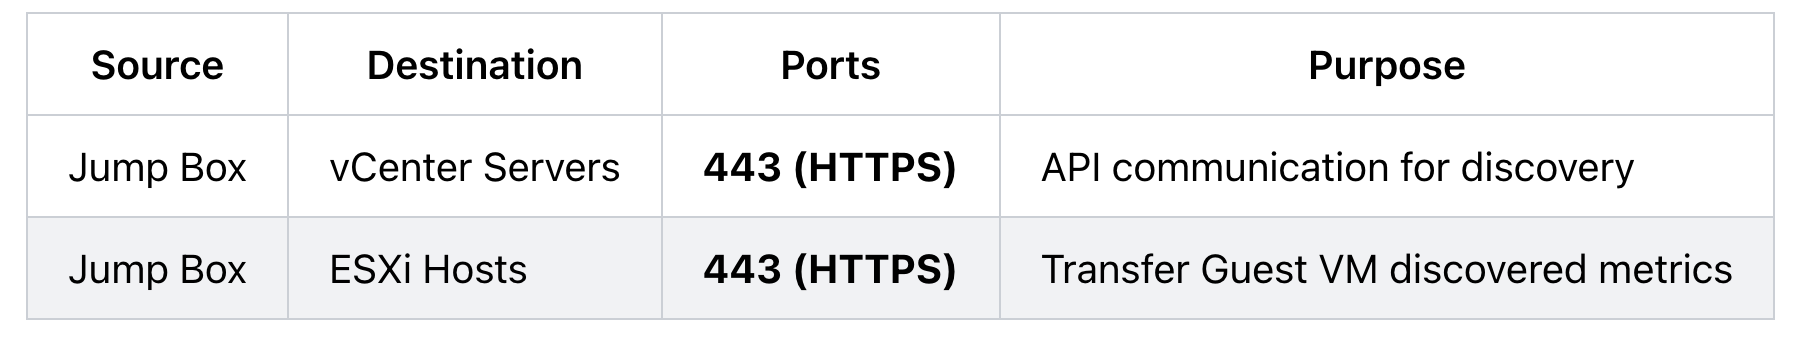 Source Destination Ports Purpose
Jump Box vCenter Servers 443 (HTTPS) API communication for discovery
Jump Box ESXi Hosts 443 (HTTPS) Transfer Guest VM discovered metrics